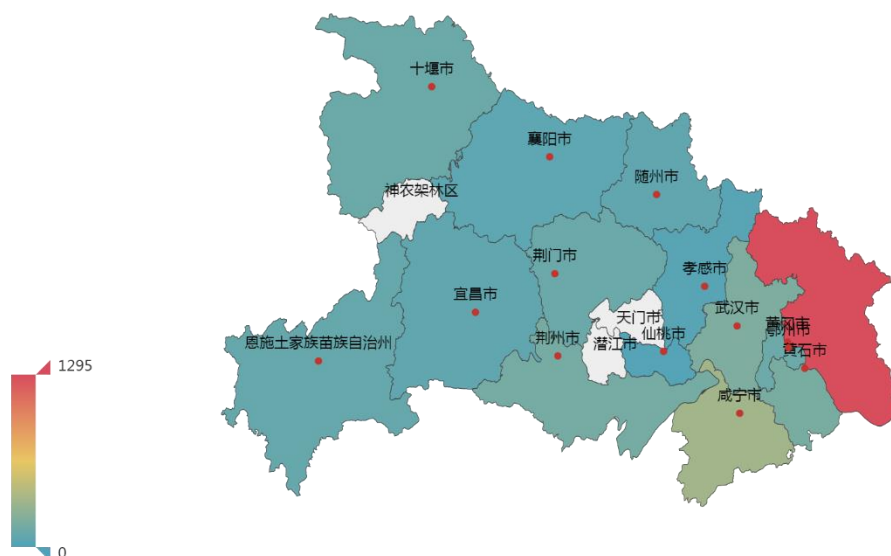 十堰市
襄阳市
随州市
神农架林区
荆门市
孝感市
宜昌市
武汉市
天门市
黄冈市
鄂州市
仙桃市
恩施土家族苗族自治州
荆州市
潜江市
黄石市
咸宁市
1295
0